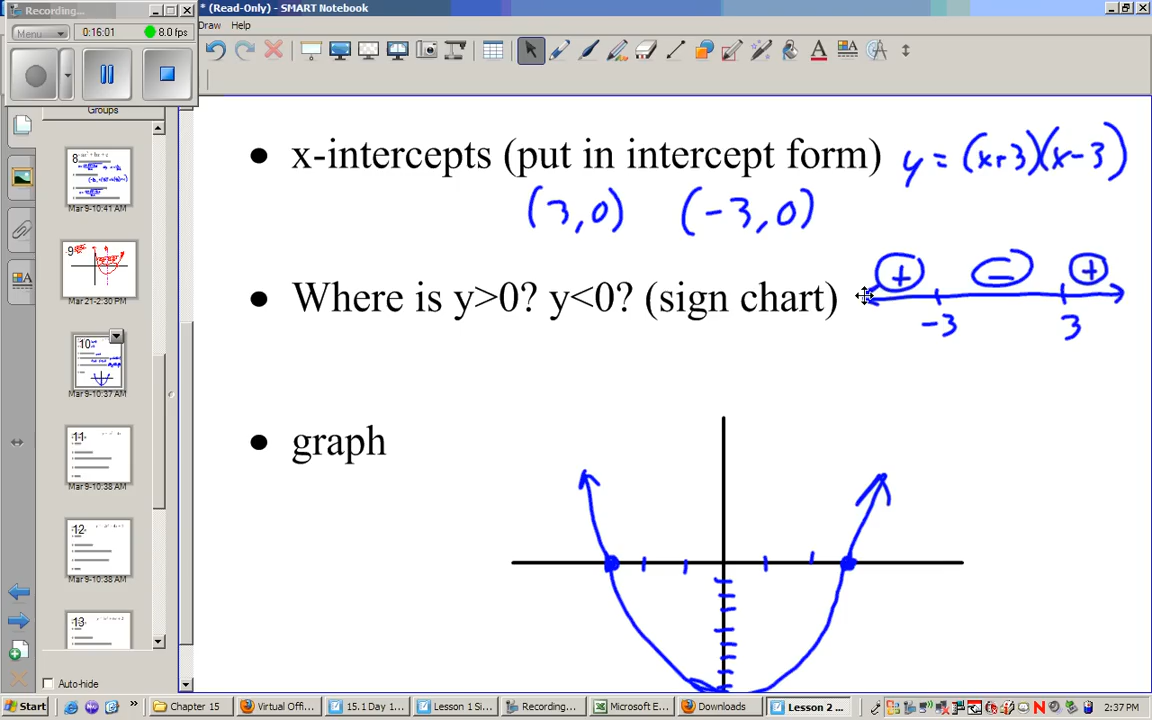 Recording...
* (Read-Only) - SMART Notebook
Menu
0:16:01
8.0 fps
Draw Help
Groups
8
Mar 9-10:41 AM
9
Mar 21-2:30 PM
10
Mar 9-10:37 AM
11
Mar 9-10:38 AM
12
Mar 9-10:38 AM
13
Auto-hide
• x-intercepts (put in intercept form) y = (x+3)(x-3)
(3,0) (-3,0)
+ - +
• Where is y>0? y<0? (sign chart)
-3 3
• graph
Start
Chapter 15
Virtual Offi...
15.1 Day 1...
Lesson 1 Si...
Recording...
Microsoft E...
Downloads
Lesson 2 ...
2:37 PM